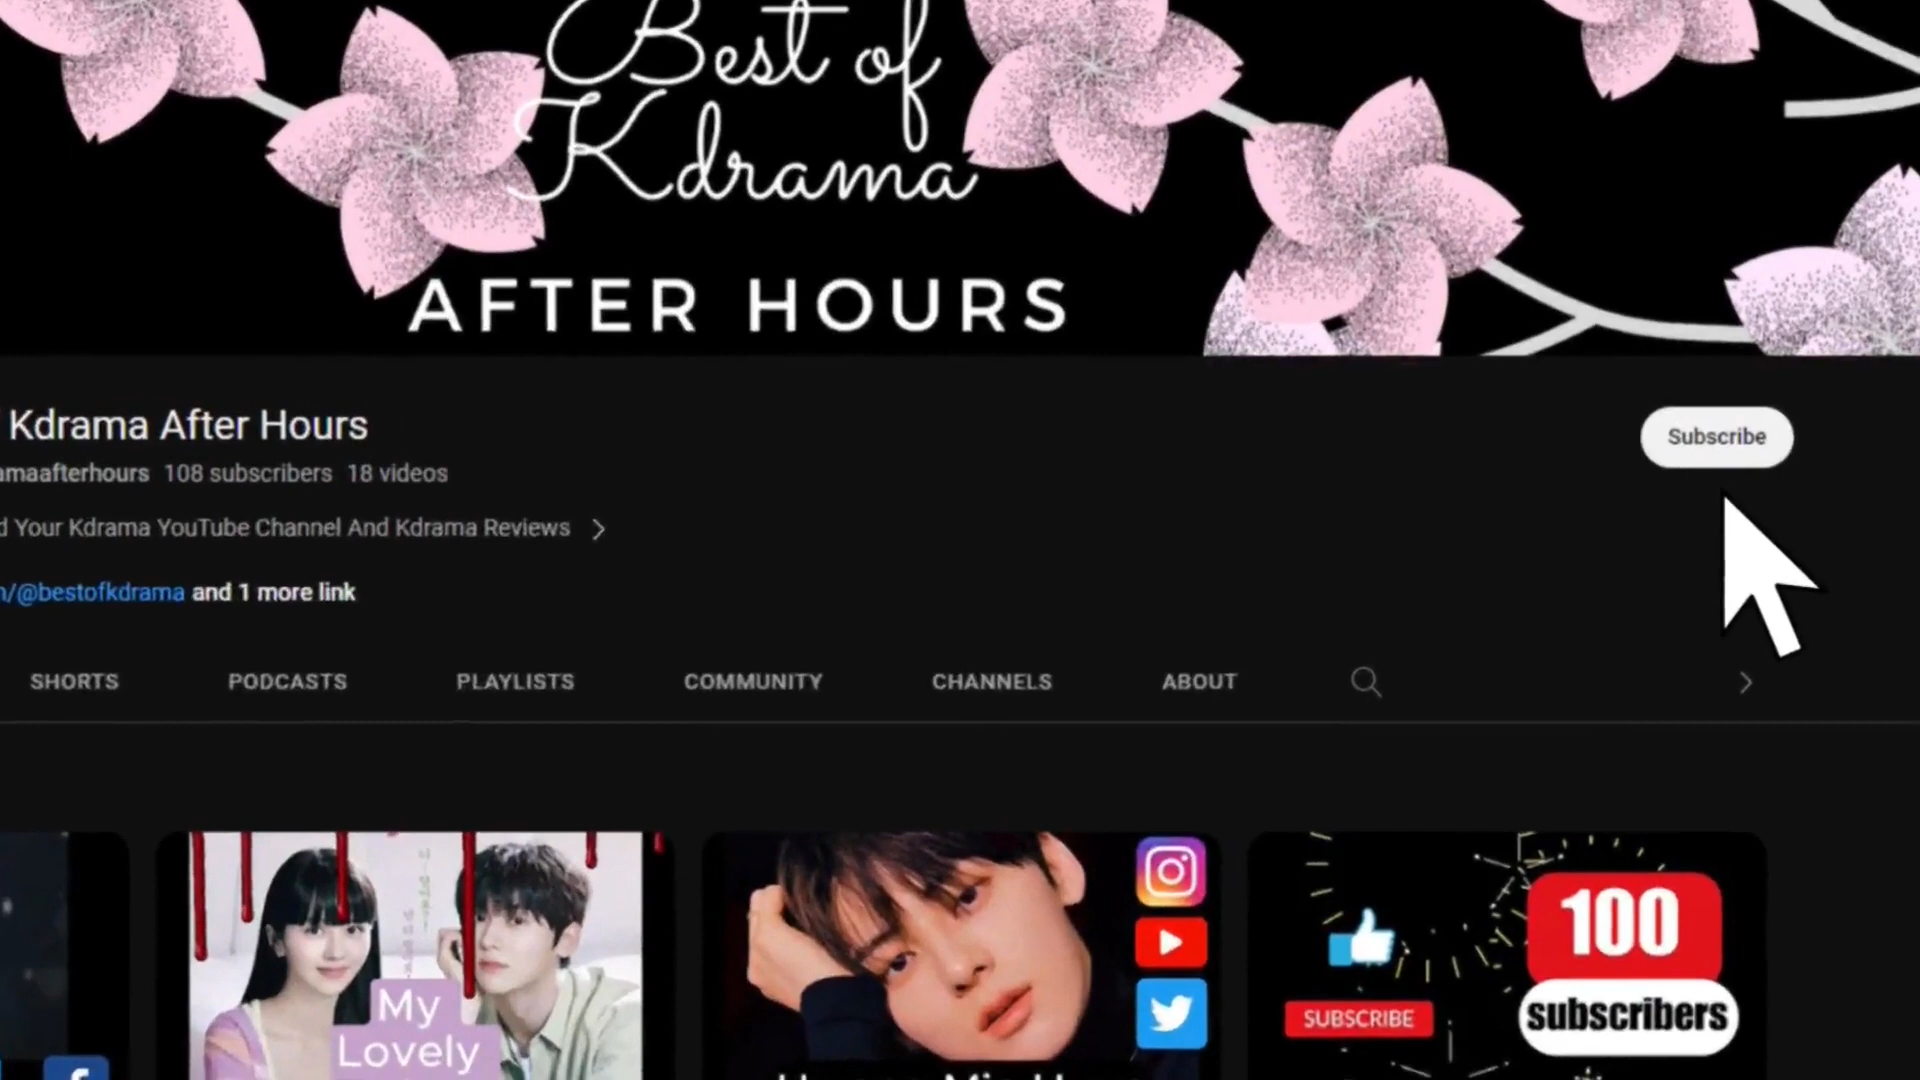 Best of
Kdrama
AFTER HOURS
Kdrama After Hours
Subscribe
amaafterhours 108 subscribers 18 videos
d Your Kdrama YouTube Channel And Kdrama Reviews
/@bestofkdrama and 1 more link
SHORTS PODCASTS PLAYLISTS COMMUNITY CHANNELS ABOUT
My
Lovely
100
subscribers
SUBSCRIBE